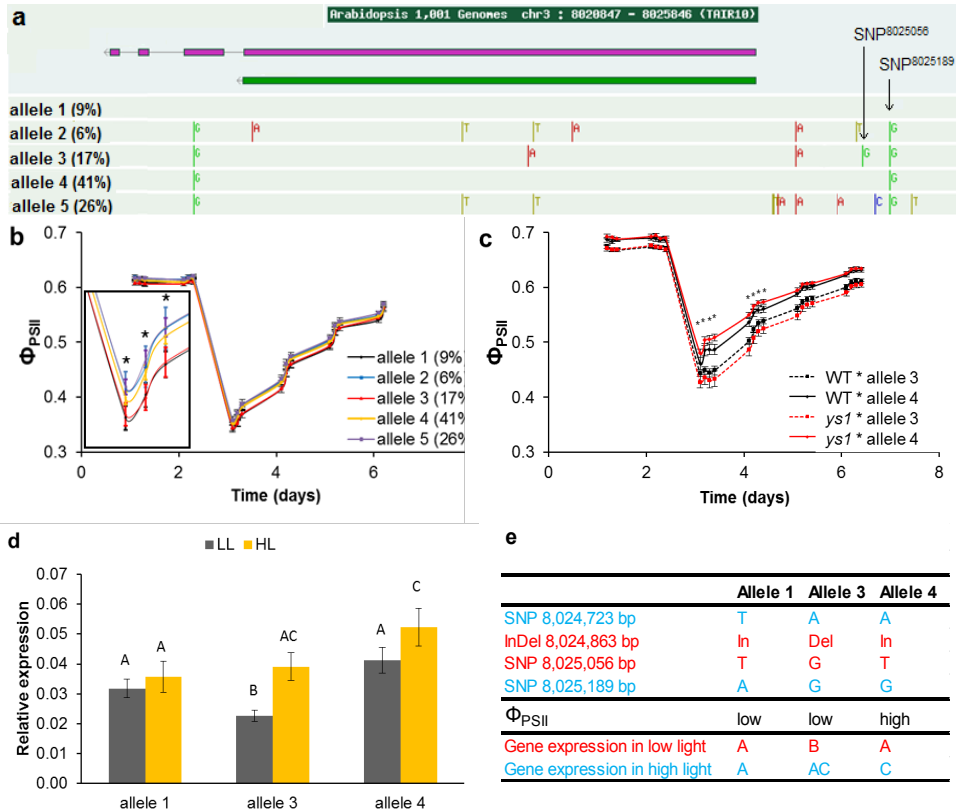 a
Arabidopsis 1,001 Genomes chr3 : 8020847 - 8025846 (TAIR10)
SNP8025056
SNP8025189
allele 1 (9%)
allele 2 (6%) G A T T A A T G
allele 3 (17%) G A A G G
allele 4 (41%) G G
allele 5 (26%) G T T T A A A C G T
b
0.7
0.6
0.5
0.4
0.3
ΦPSII
* * *
allele 1 (9%)
allele 2 (6%
allele 3 (17%
allele 4 (41%
allele 5 (26%
0 2 4 6
Time (days)
c
0.7
0.6
0.5
0.4
0.3
ΦPSII
* * * * * * * *
WT * allele 3
WT * allele 4
ys1 * allele 3
ys1 * allele 4
0 2 4 6 8
Time (days)
d
LL HL
0.07
0.06
0.05
0.04
0.03
0.02
0.01
0.00
Relative expression
A A B AC A C
allele 1 allele 3 allele 4
e
Allele 1 Allele 3 Allele 4
SNP 8,024,723 bp T A A
InDel 8,024,863 bp In Del In
SNP 8,025,056 bp T G T
SNP 8,025,189 bp A G G
ΦPSII low low high
Gene expression in low light A B A
Gene expression in high light A AC C